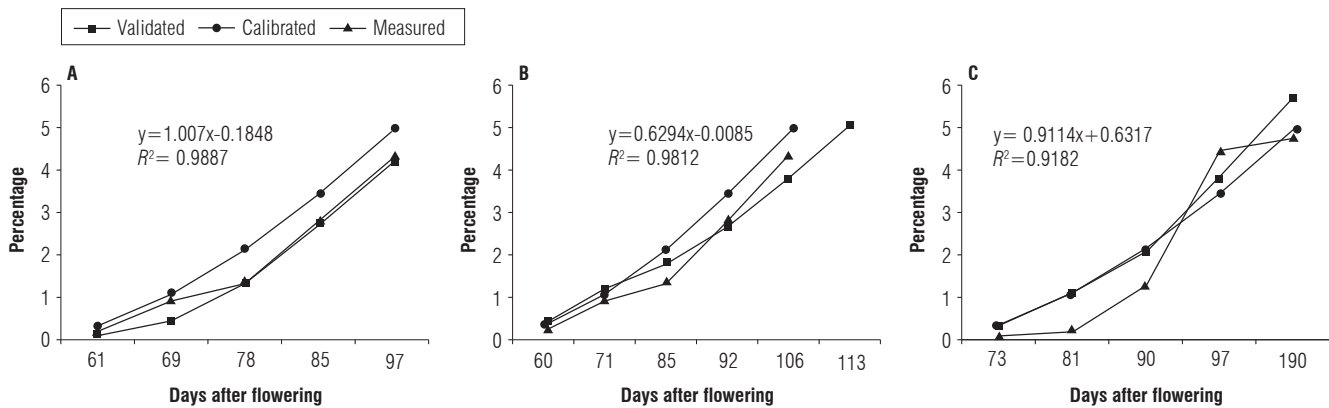 Validated Calibrated Measured
A
6
5
4
3
2
1
0
Percentage
y=1.007x-0.1848
R²= 0.9887
61 69 78 85 97
Days after flowering
B
6
5
4
3
2
1
0
Percentage
y=0.6294x-0.0085
R²= 0.9812
60 71 85 92 106 113
Days after flowering
C
6
5
4
3
2
1
0
Percentage
y= 0.9114x+0.6317
R²=0.9182
73 81 90 97 190
Days after flowering